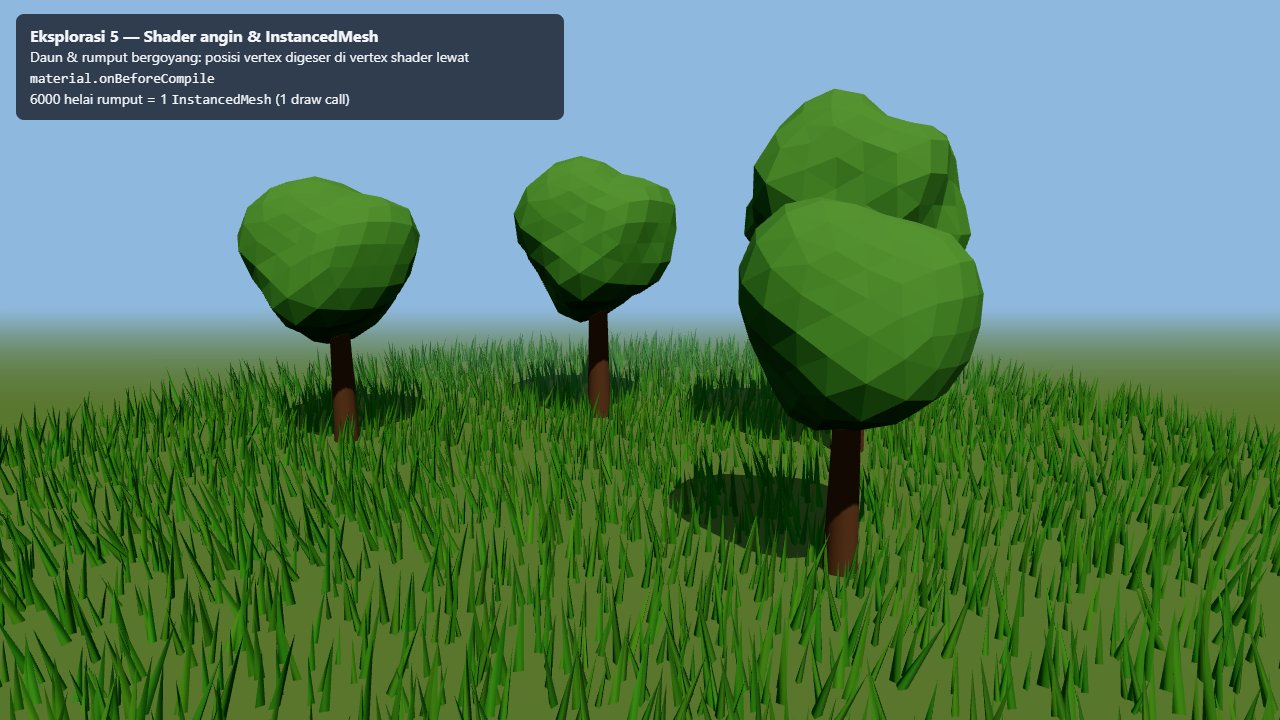 Eksplorasi 5 — Shader angin & InstancedMesh
Daun & rumput bergoyang: posisi vertex digeser di vertex shader lewat
material.onBeforeCompile
6000 helai rumput = 1 InstancedMesh (1 draw call)